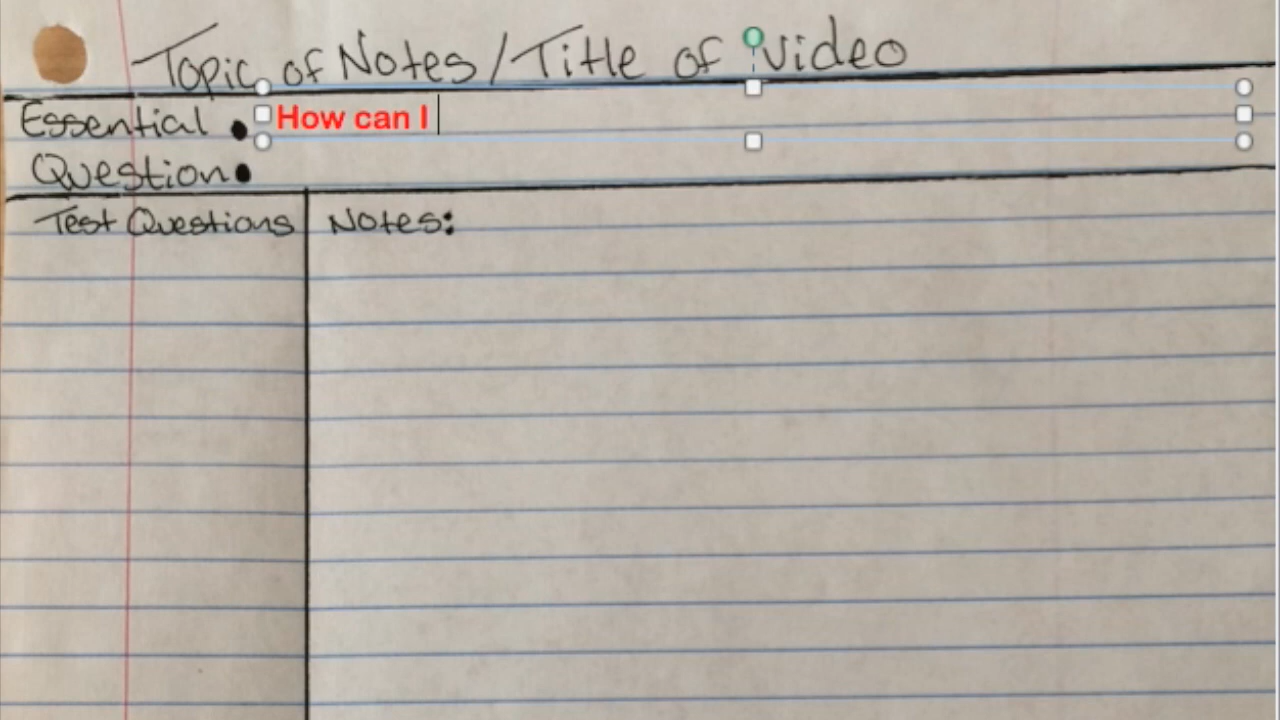 Topic of Notes/Title of Video
Essential • How can I
Question •
Test Questions Notes: